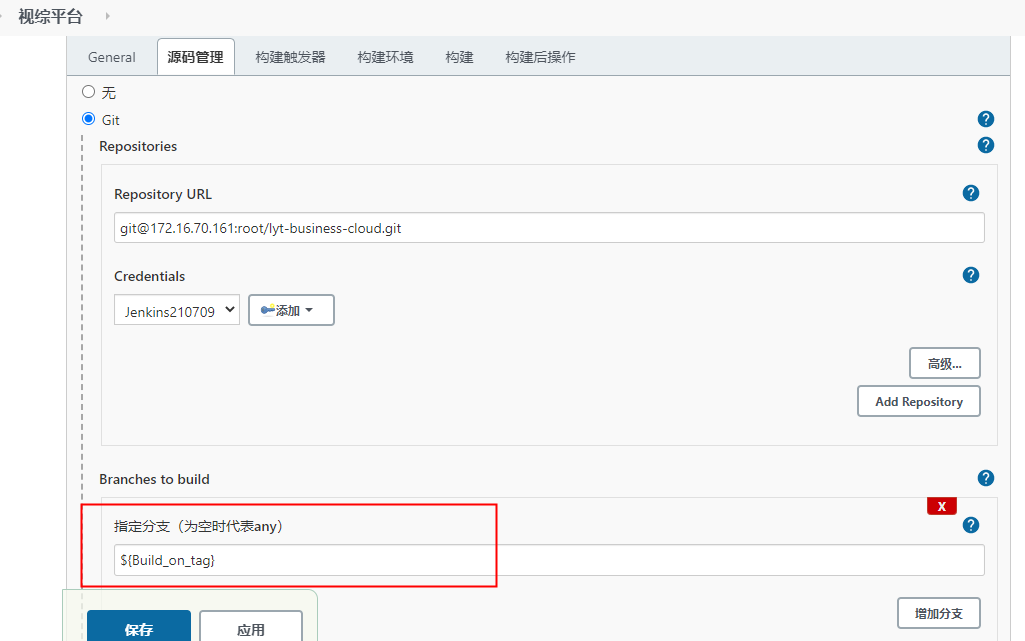 视综平台
General 源码管理 构建触发器 构建环境 构建 构建后操作
无
Git
Repositories
Repository URL
git@172.16.70.161:root/lyt-business-cloud.git
Credentials
Jenkins210709 添加
高级...
Add Repository
Branches to build
X
指定分支（为空时代表any）
${Build_on_tag}
增加分支
保存 应用